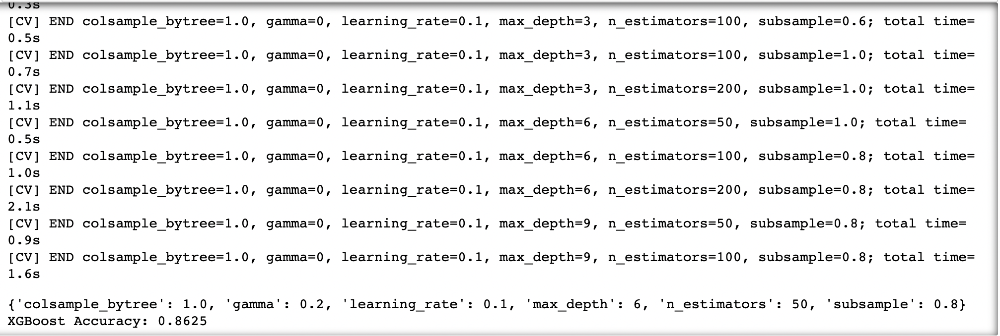 0.3s
[CV] END colsample_bytree=1.0, gamma=0, learning_rate=0.1, max_depth=3, n_estimators=100, subsample=0.6; total time=
0.5s
[CV] END colsample_bytree=1.0, gamma=0, learning_rate=0.1, max_depth=3, n_estimators=100, subsample=1.0; total time=
0.7s
[CV] END colsample_bytree=1.0, gamma=0, learning_rate=0.1, max_depth=3, n_estimators=200, subsample=1.0; total time=
1.1s
[CV] END colsample_bytree=1.0, gamma=0, learning_rate=0.1, max_depth=6, n_estimators=50, subsample=1.0; total time=
0.5s
[CV] END colsample_bytree=1.0, gamma=0, learning_rate=0.1, max_depth=6, n_estimators=100, subsample=0.8; total time=
1.0s
[CV] END colsample_bytree=1.0, gamma=0, learning_rate=0.1, max_depth=6, n_estimators=200, subsample=0.8; total time=
2.1s
[CV] END colsample_bytree=1.0, gamma=0, learning_rate=0.1, max_depth=9, n_estimators=50, subsample=0.8; total time=
0.9s
[CV] END colsample_bytree=1.0, gamma=0, learning_rate=0.1, max_depth=9, n_estimators=100, subsample=0.8; total time=
1.6s
{'colsample_bytree': 1.0, 'gamma': 0.2, 'learning_rate': 0.1, 'max_depth': 6, 'n_estimators': 50, 'subsample': 0.8}
XGBoost Accuracy: 0.8625